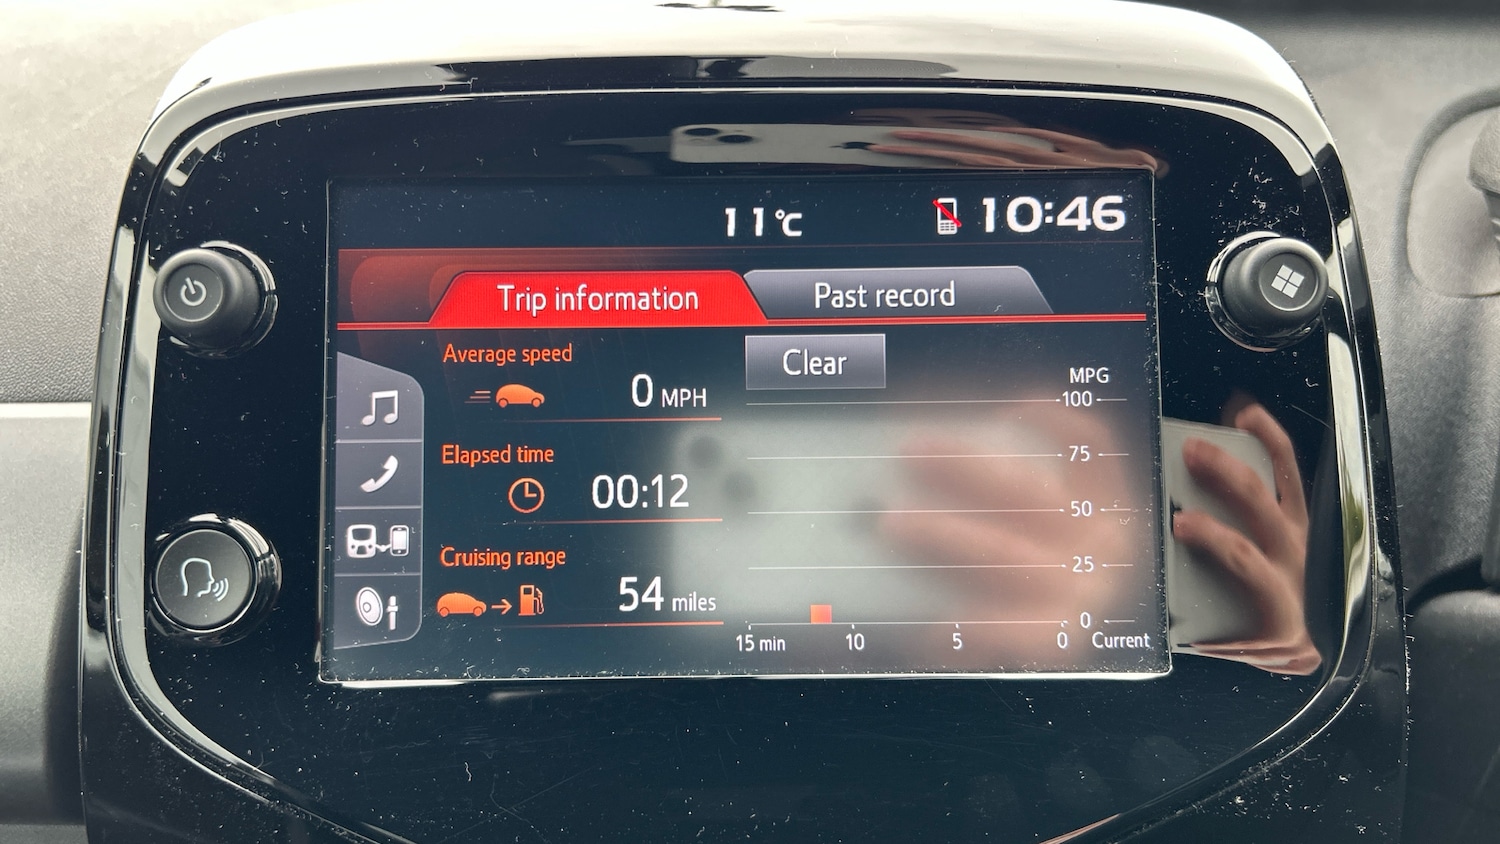 11°C 10:46
Trip information Past record
Average speed Clear
0 MPH MPG
100
Elapsed time 75
00:12 50
Cruising range 25
54 miles 0
15 min 10 5 0 Current